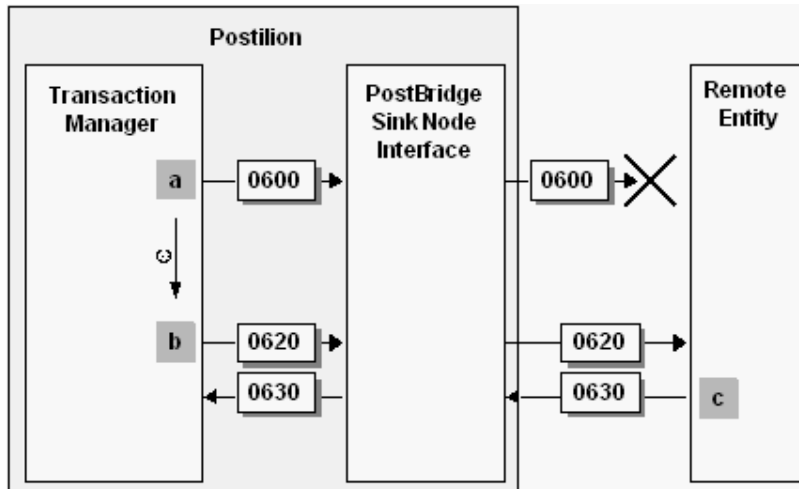 Postilion
Transaction
Manager
PostBridge
Sink Node
Interface
Remote
Entity
a
0600
0600
b
0620
0620
0630
0630
c